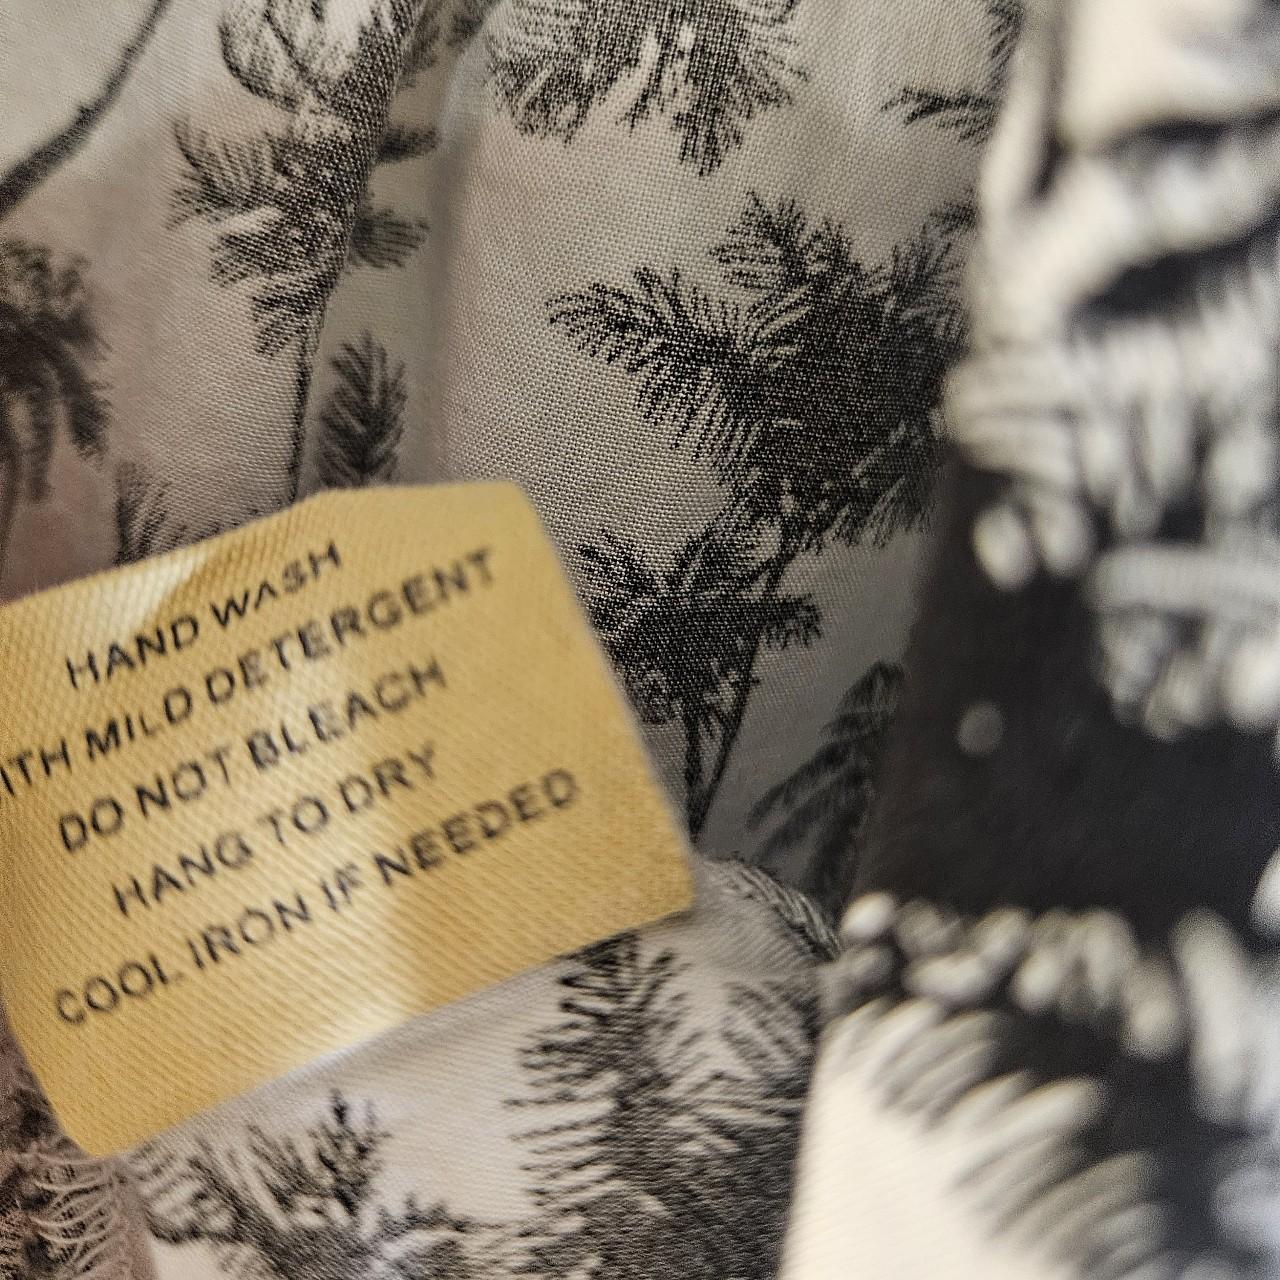 HAND WASH
ITH MILD DETERGENT
DO NOT BLEACH
HANG TO DRY
COOL IRON IF NEEDED